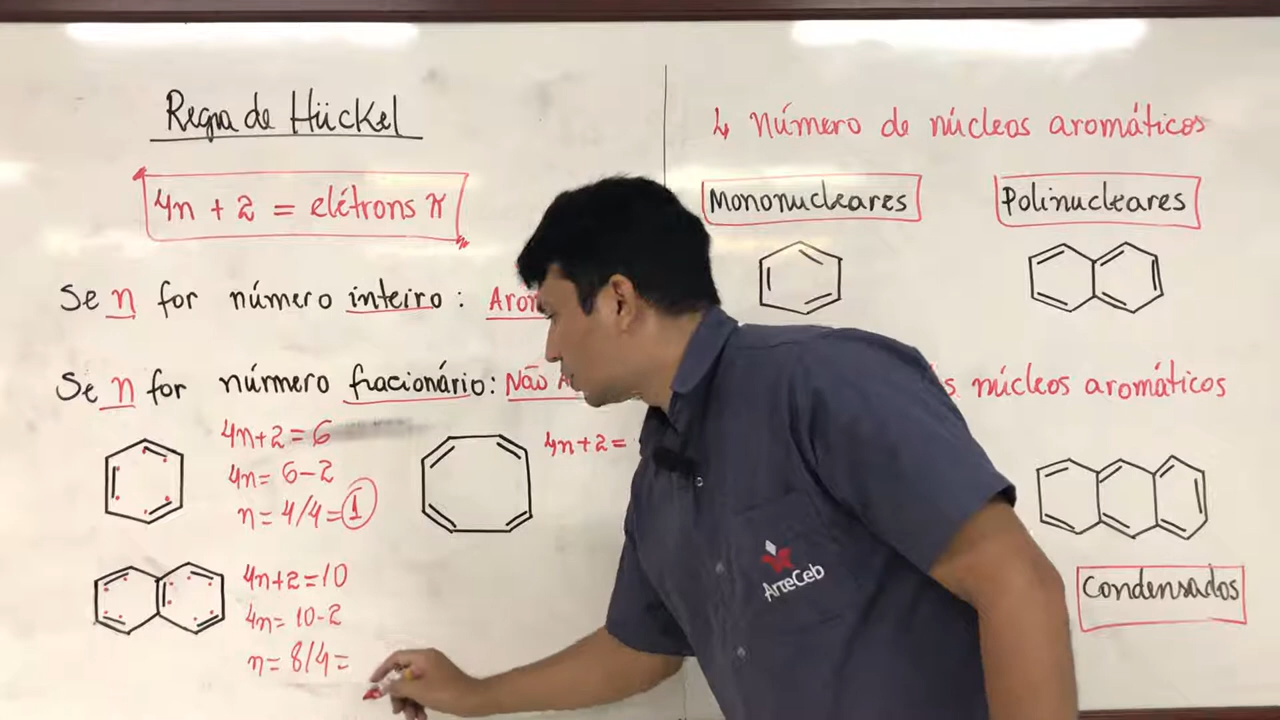 Regra de Hückel
4n + 2 = elétrons π
Se n for número inteiro:
Se n for núrmero fracionário: Não
4n+2=6
4n= 6-2
n= 4/4= 1
4n+2=
4n+2=10
4n= 10-2
n= 8/4=
↳ Número de núcleos aromáticos
Mononucleares
Polinucleares
núcleos aromáticos
Condensados
ArteCeb